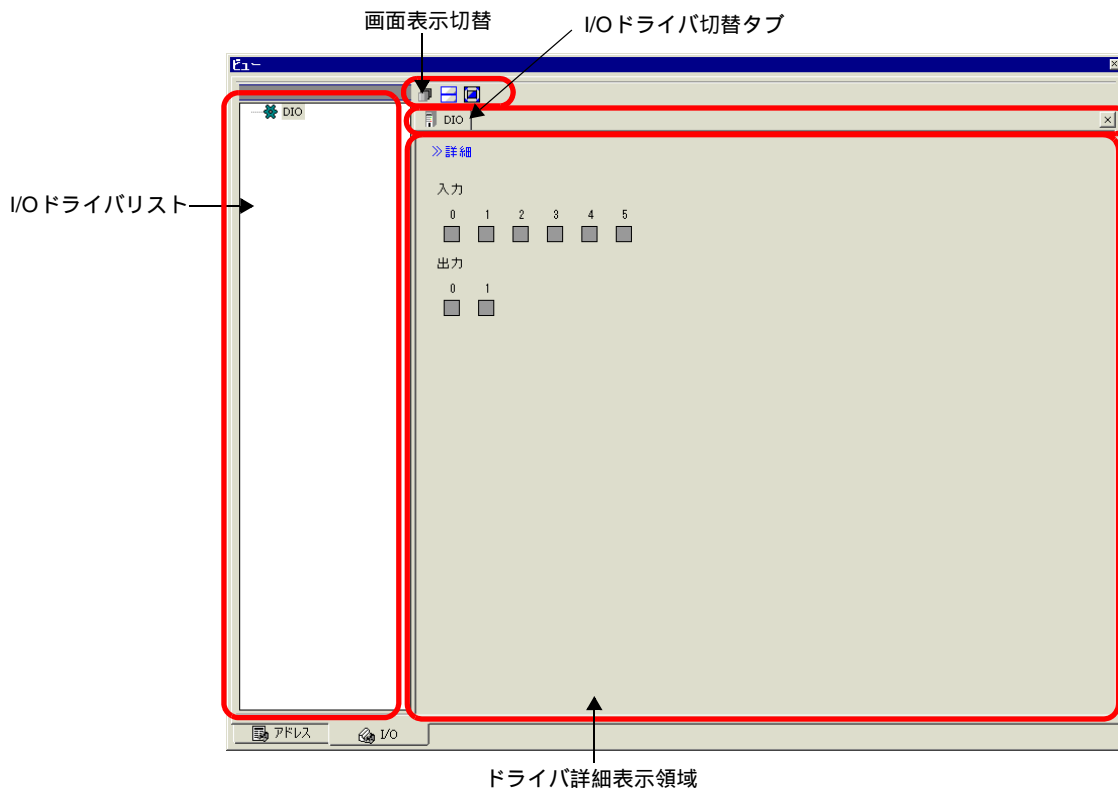 画面表示切替
I/Oドライバ切替タブ
ビュー
DIO
DIO
≫詳細
I/Oドライバリスト
入力
0 1 2 3 4 5
出力
0 1
アドレス
I/O
ドライバ詳細表示領域